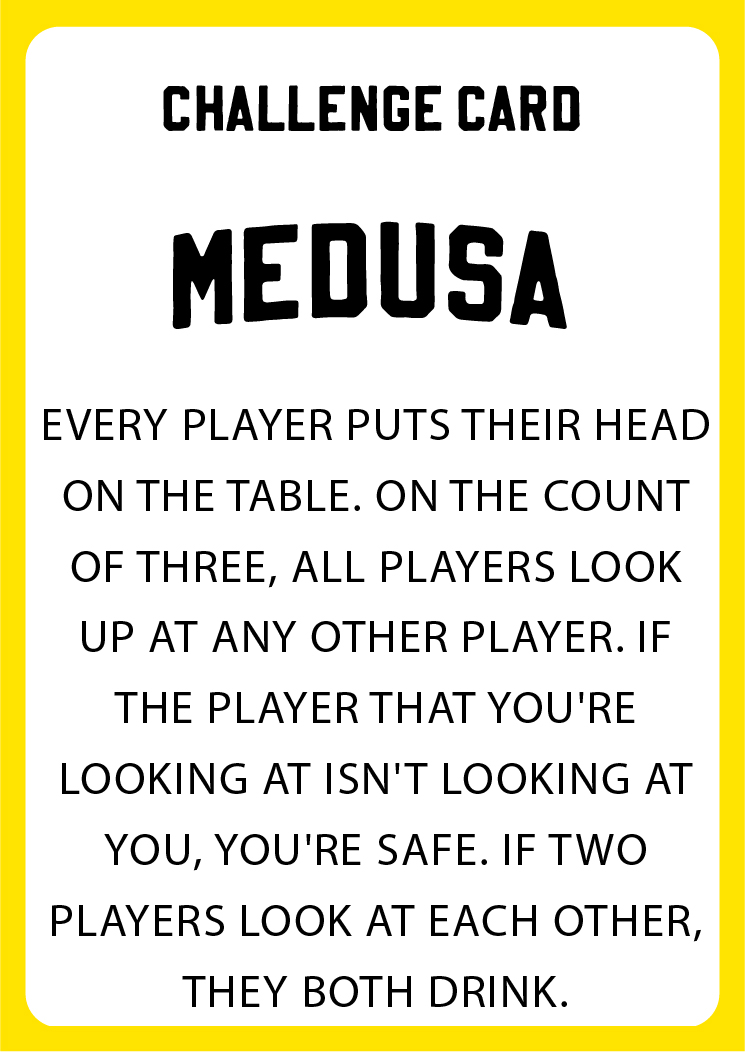 CHALLENGE CARD
MEDUSA
EVERY PLAYER PUTS THEIR HEAD
ON THE TABLE. ON THE COUNT
OF THREE, ALL PLAYERS LOOK
UP AT ANY OTHER PLAYER. IF
THE PLAYER THAT YOU'RE
LOOKING AT ISN'T LOOKING AT
YOU, YOU'RE SAFE. IF TWO
PLAYERS LOOK AT EACH OTHER,
THEY BOTH DRINK.